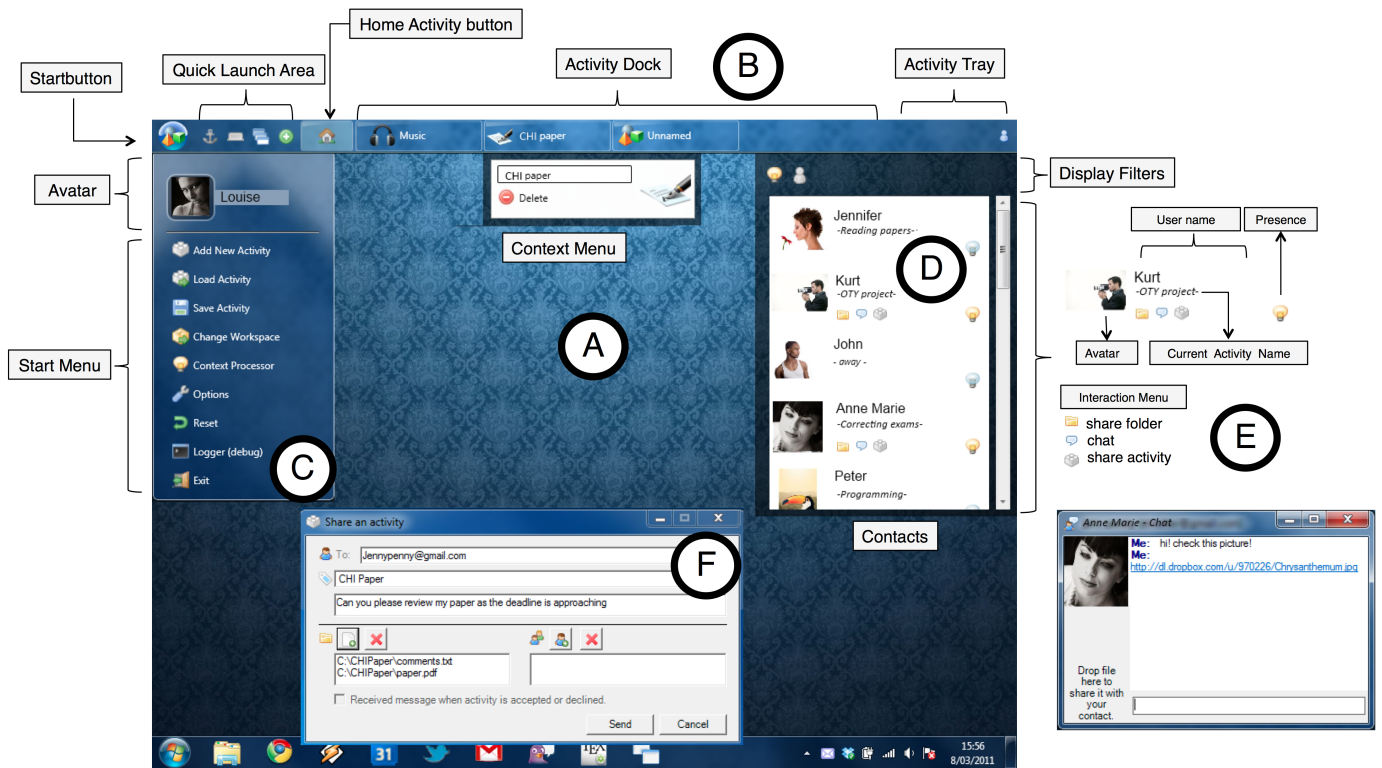 Home Activity button
Startbutton
Quick Launch Area
Activity Dock
B
Activity Tray
Music
CHI paper
Unnamed
Avatar
Louise
CHI paper
Delete
Context Menu
Display Filters
Start Menu
Add New Activity
Load Activity
Save Activity
Change Workspace
Context Processor
Options
Reset
Logger (debug)
Exit
C
A
Jennifer
-Reading papers-
D
Kurt
-OTY project-
John
- away -
Anne Marie
-Correcting exams-
Peter
-Programming-
Contacts
User name
Presence
Kurt
-OTY project-
Avatar
Current Activity Name
Interaction Menu
share folder
chat
share activity
E
Share an activity
F
To:
Jennypenny@gmail.com
CHI Paper
Can you please review my paper as the deadline is approaching
C:\CHIPaper\comments.txt
C:\CHIPaper\paper.pdf
Received message when activity is accepted or declined.
Send
Cancel
Anne Marie - Chat
Me: hi! check this picture!
Me:
http://dl.dropbox.com/u/970226/Chrysanthemum.jpg
Drop file
here to
share it with
your
contact.
31
15:56
8/03/2011